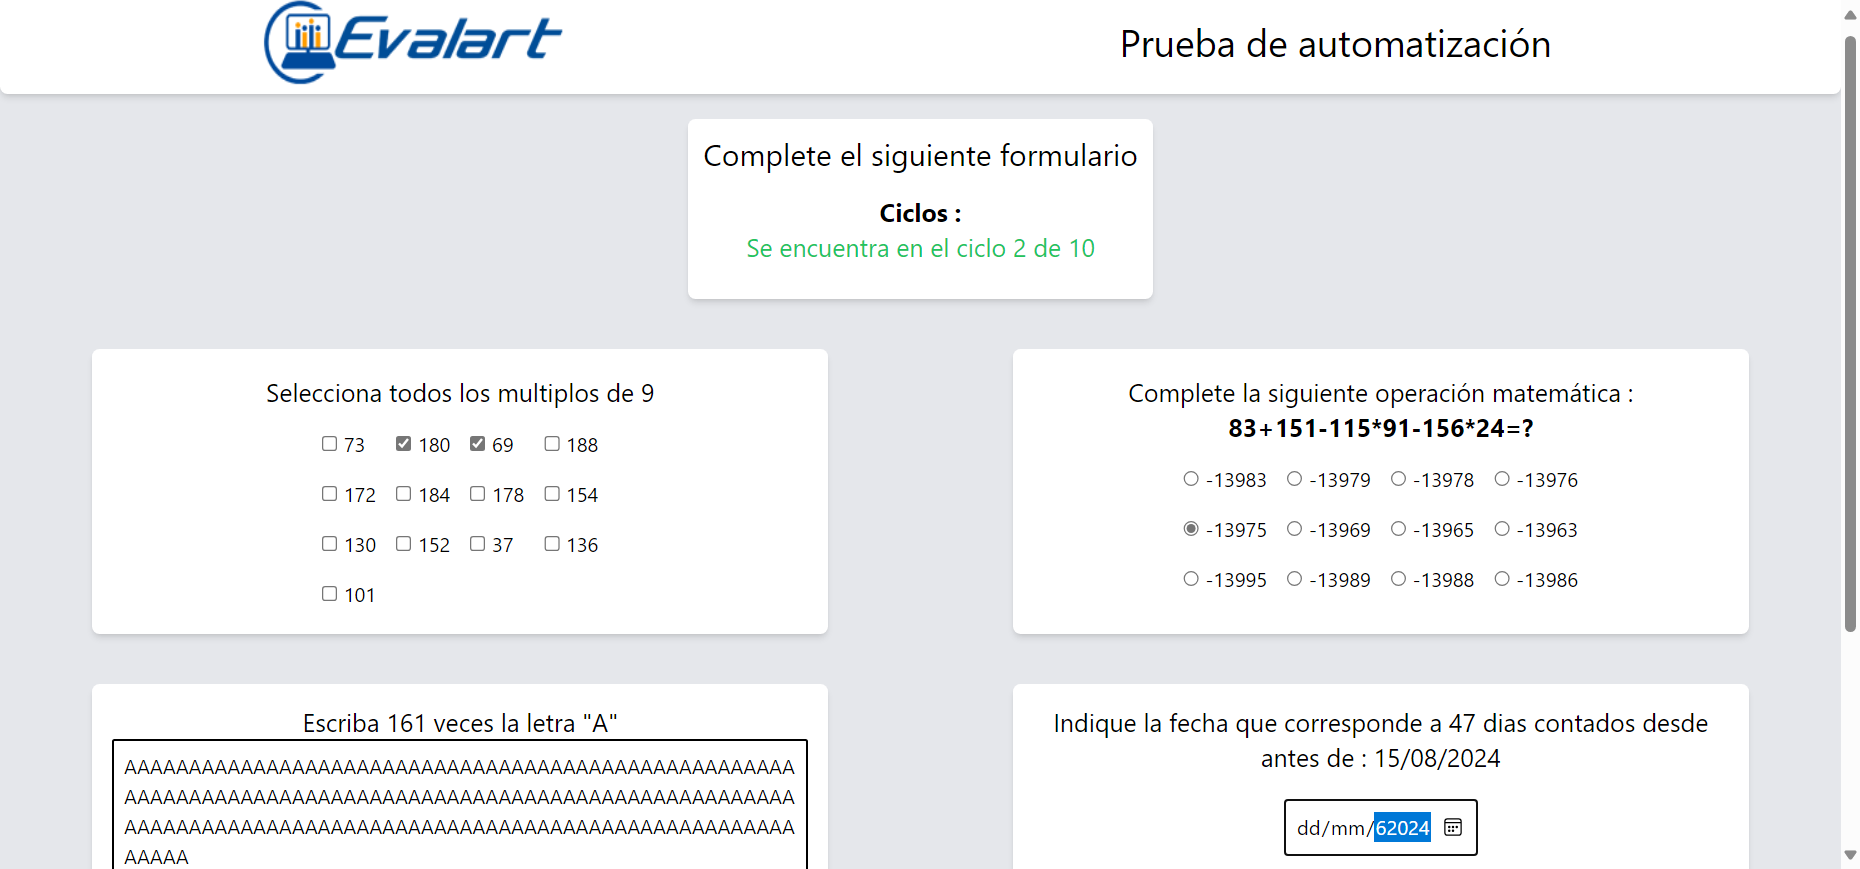 Evalart
Prueba de automatización
Complete el siguiente formulario
Ciclos :
Se encuentra en el ciclo 2 de 10
Selecciona todos los multiplos de 9
73 180 69 188
172 184 178 154
130 152 37 136
101
Complete la siguiente operación matemática :
83+151-115*91-156*24=?
-13983 -13979 -13978 -13976
-13975 -13969 -13965 -13963
-13995 -13989 -13988 -13986
Escriba 161 veces la letra "A"
AAAAAAAAAAAAAAAAAAAAAAAAAAAAAAAAAAAAAAAAAAAAAAAAAAAA
AAAAAAAAAAAAAAAAAAAAAAAAAAAAAAAAAAAAAAAAAAAAAAAAAAAA
AAAAAAAAAAAAAAAAAAAAAAAAAAAAAAAAAAAAAAAAAAAAAAAAAAAA
AAAAA
Indique la fecha que corresponde a 47 dias contados desde
antes de : 15/08/2024
dd/mm/62024